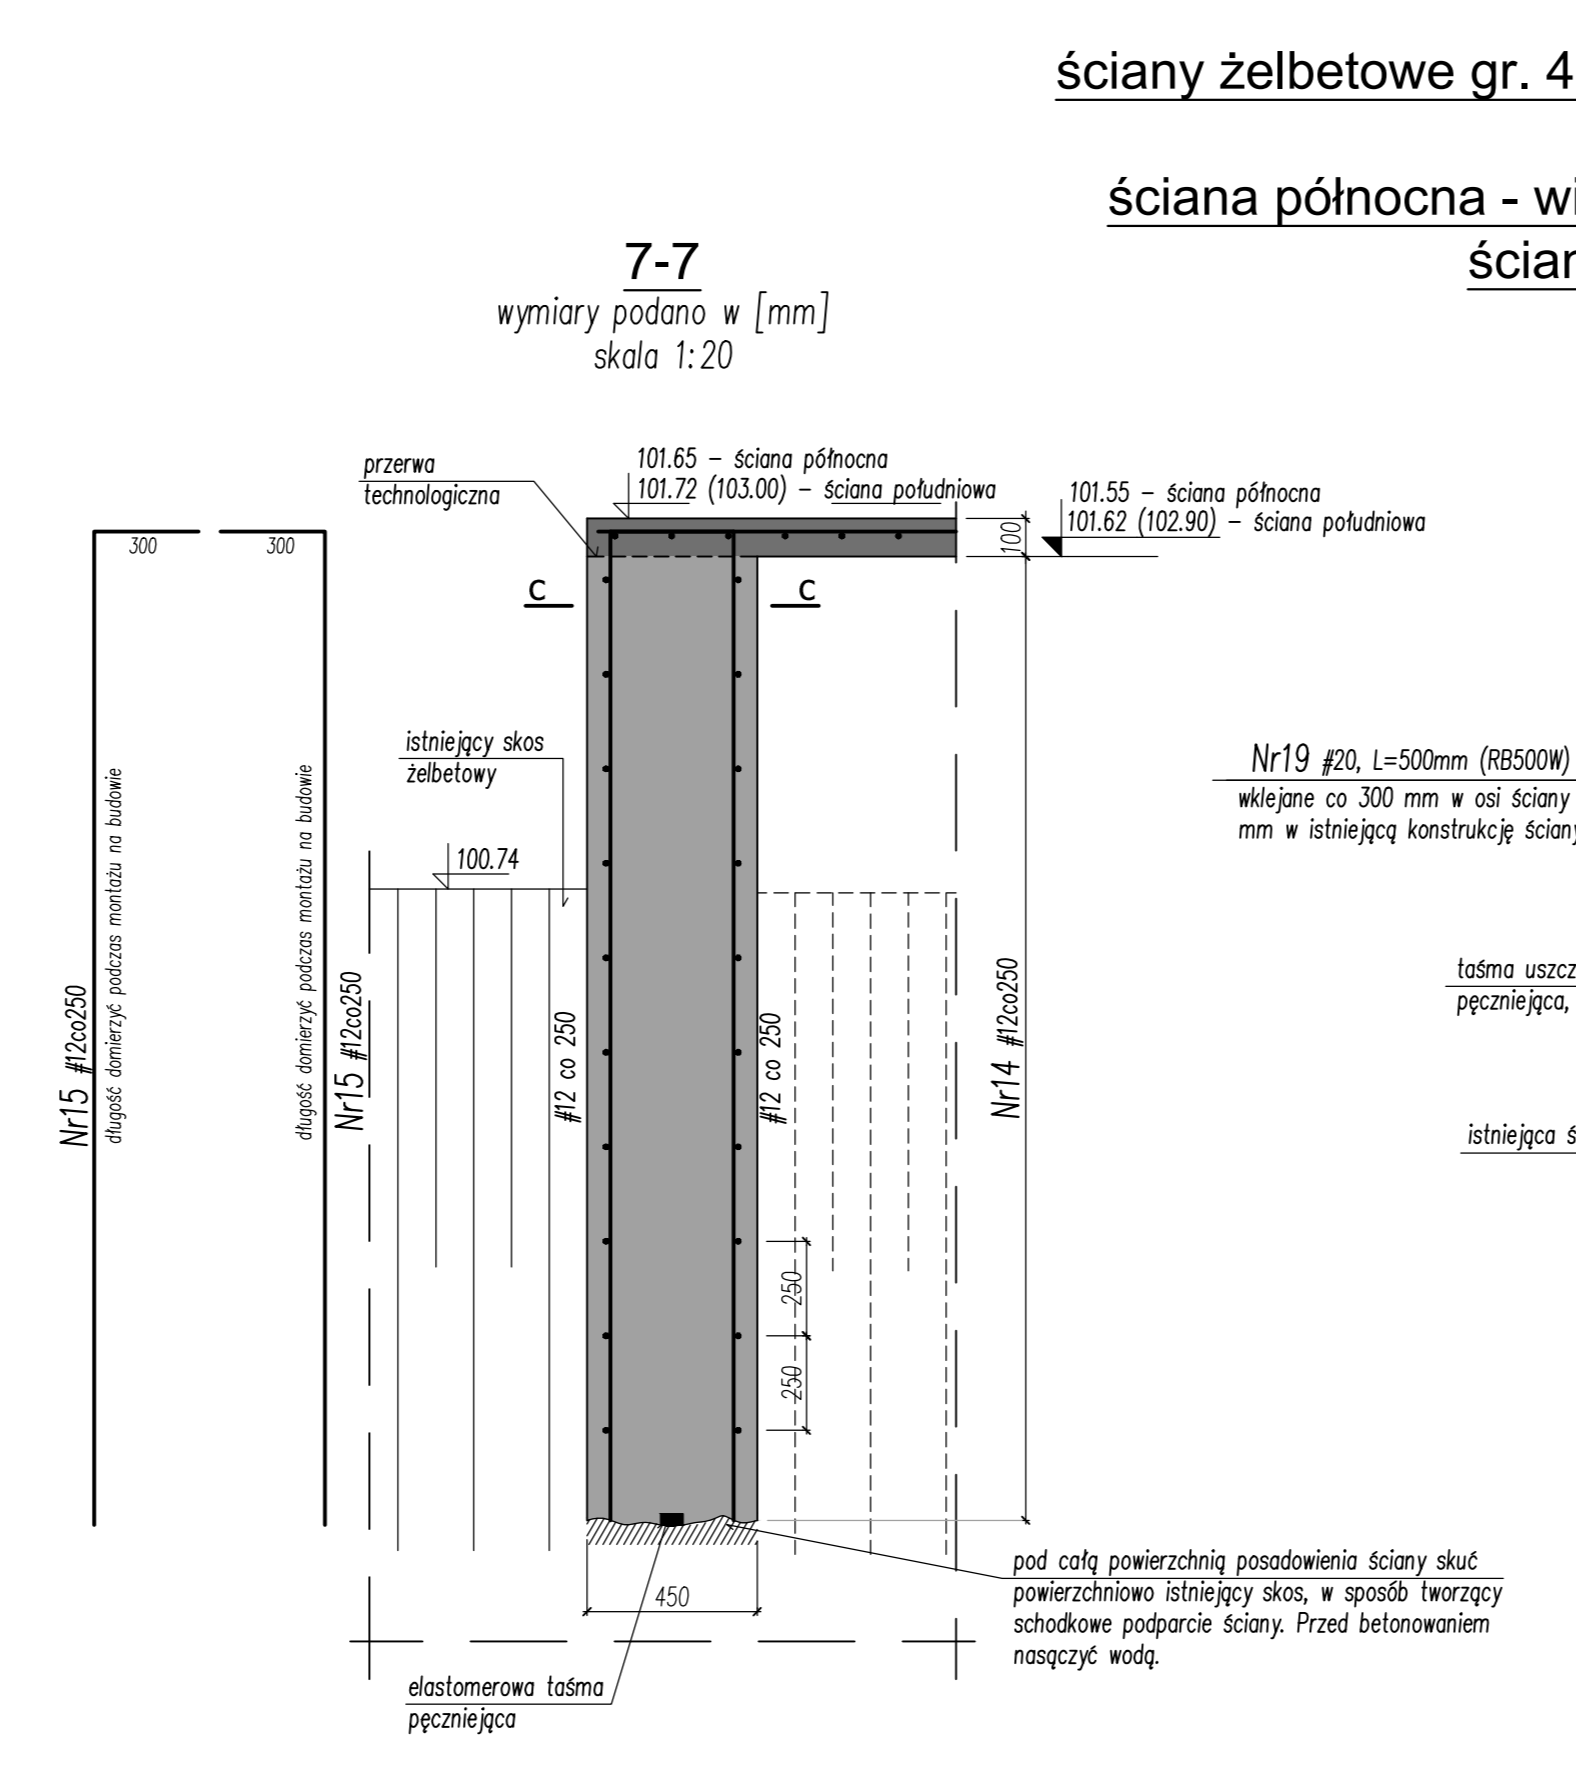 ściany żelbetowe gr. 4
ściana północna - wi
ścian
7-7
wymiary podano w [mm]
skala 1:20
przerwa
technologiczna
101.65 – ściana północna
101.72 (103.00) – ściana południowa
101.55 – ściana północna
101.62 (102.90) – ściana południowa
100
300
300
C
C
istniejący skos
żelbetowy
100.74
Nr15 #12co250
długość domierzyć podczas montażu na budowie
długość domierzyć podczas montażu na budowie
Nr15 #12co250
#12 co 250
#12 co 250
Nr14 #12co250
Nr19 #20, L=500mm (RB500W)
wklejane co 300 mm w osi ściany
mm w istniejącą konstrukcję ściany
taśma uszcz
pęczniejąca,
istniejąca ś
250
250
450
pod całą powierzchnią posadowienia ściany skuć
powierzchniowo istniejący skos, w sposób tworzący
schodkowe podparcie ściany. Przed betonowaniem
nasączyć wodą.
elastomerowa taśma
pęczniejąca